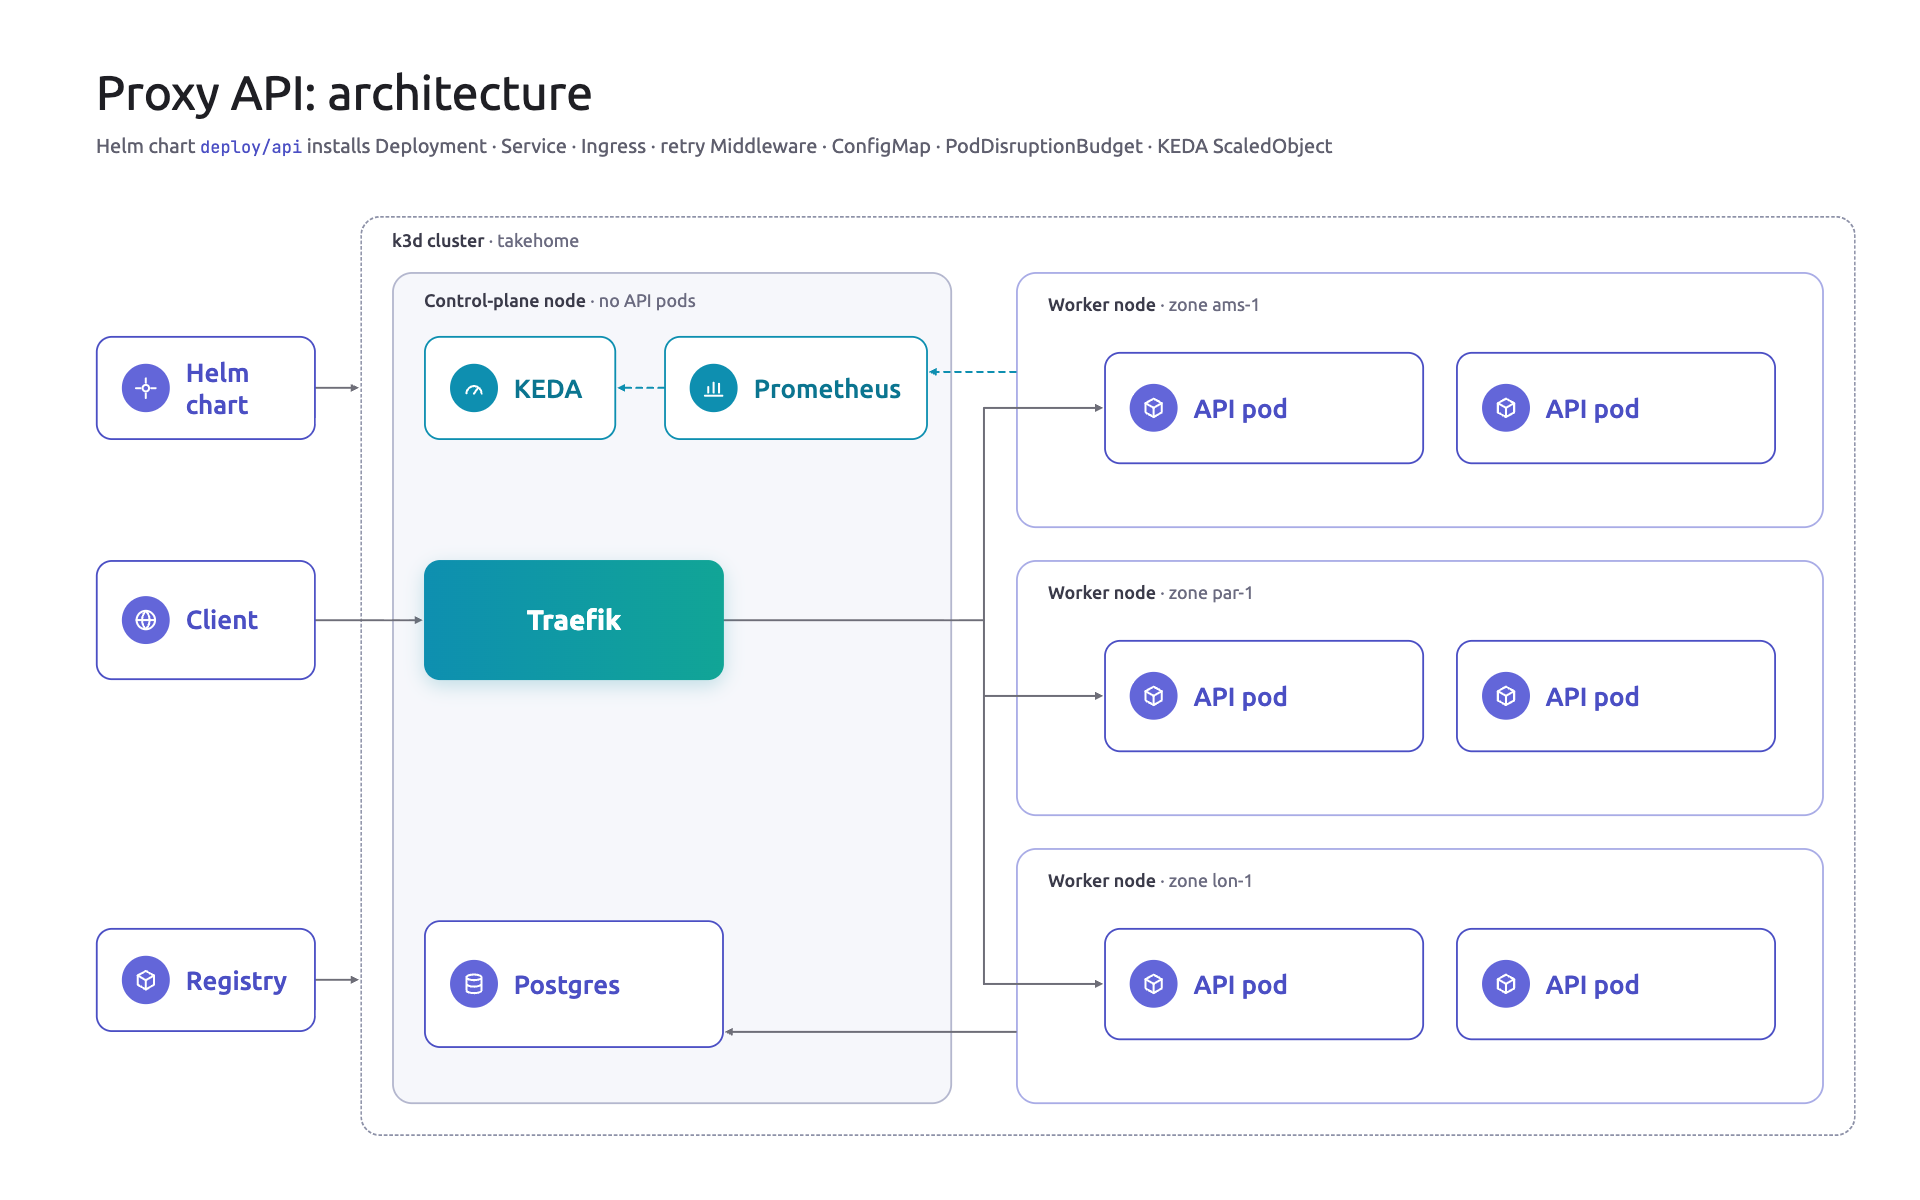 Proxy API: architecture
Helm chart deploy/api installs Deployment · Service · Ingress · retry Middleware · ConfigMap · PodDisruptionBudget · KEDA ScaledObject
k3d cluster · takehome
Control-plane node · no API pods
Worker node · zone ams-1
Helm
chart
KEDA
Prometheus
API pod
API pod
Client
Traefik
Worker node · zone par-1
API pod
API pod
Worker node · zone lon-1
Registry
Postgres
API pod
API pod